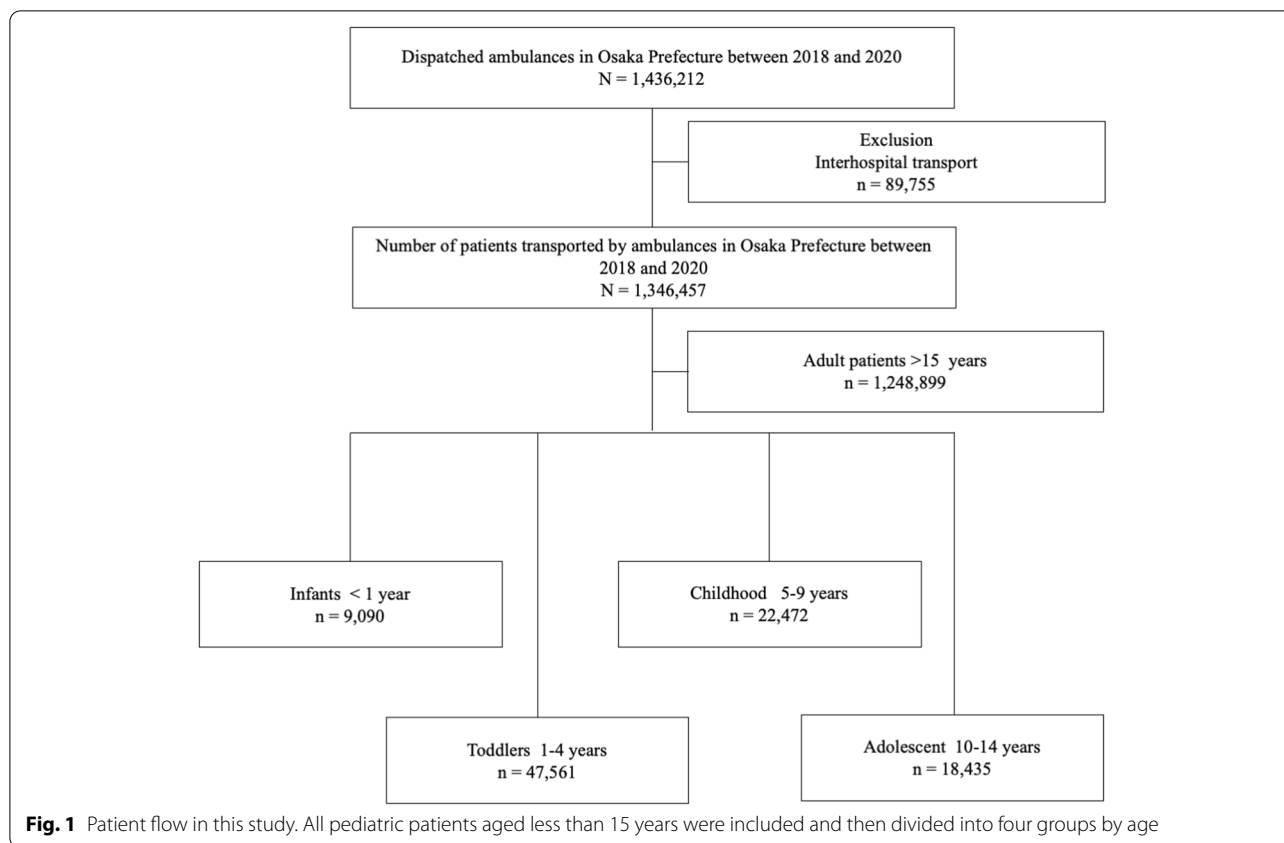 Dispatched ambulances in Osaka Prefecture between 2018 and 2020
N = 1,436,212
Exclusion
Interhospital transport
n = 89,755
Number of patients transported by ambulances in Osaka Prefecture between
2018 and 2020
N = 1,346,457
Adult patients >15 years
n = 1,248,899
Infants < 1 year
n = 9,090
Childhood 5-9 years
n = 22,472
Toddlers 1-4 years
n = 47,561
Adolescent 10-14 years
n = 18,435
Fig. 1 Patient flow in this study. All pediatric patients aged less than 15 years were included and then divided into four groups by age